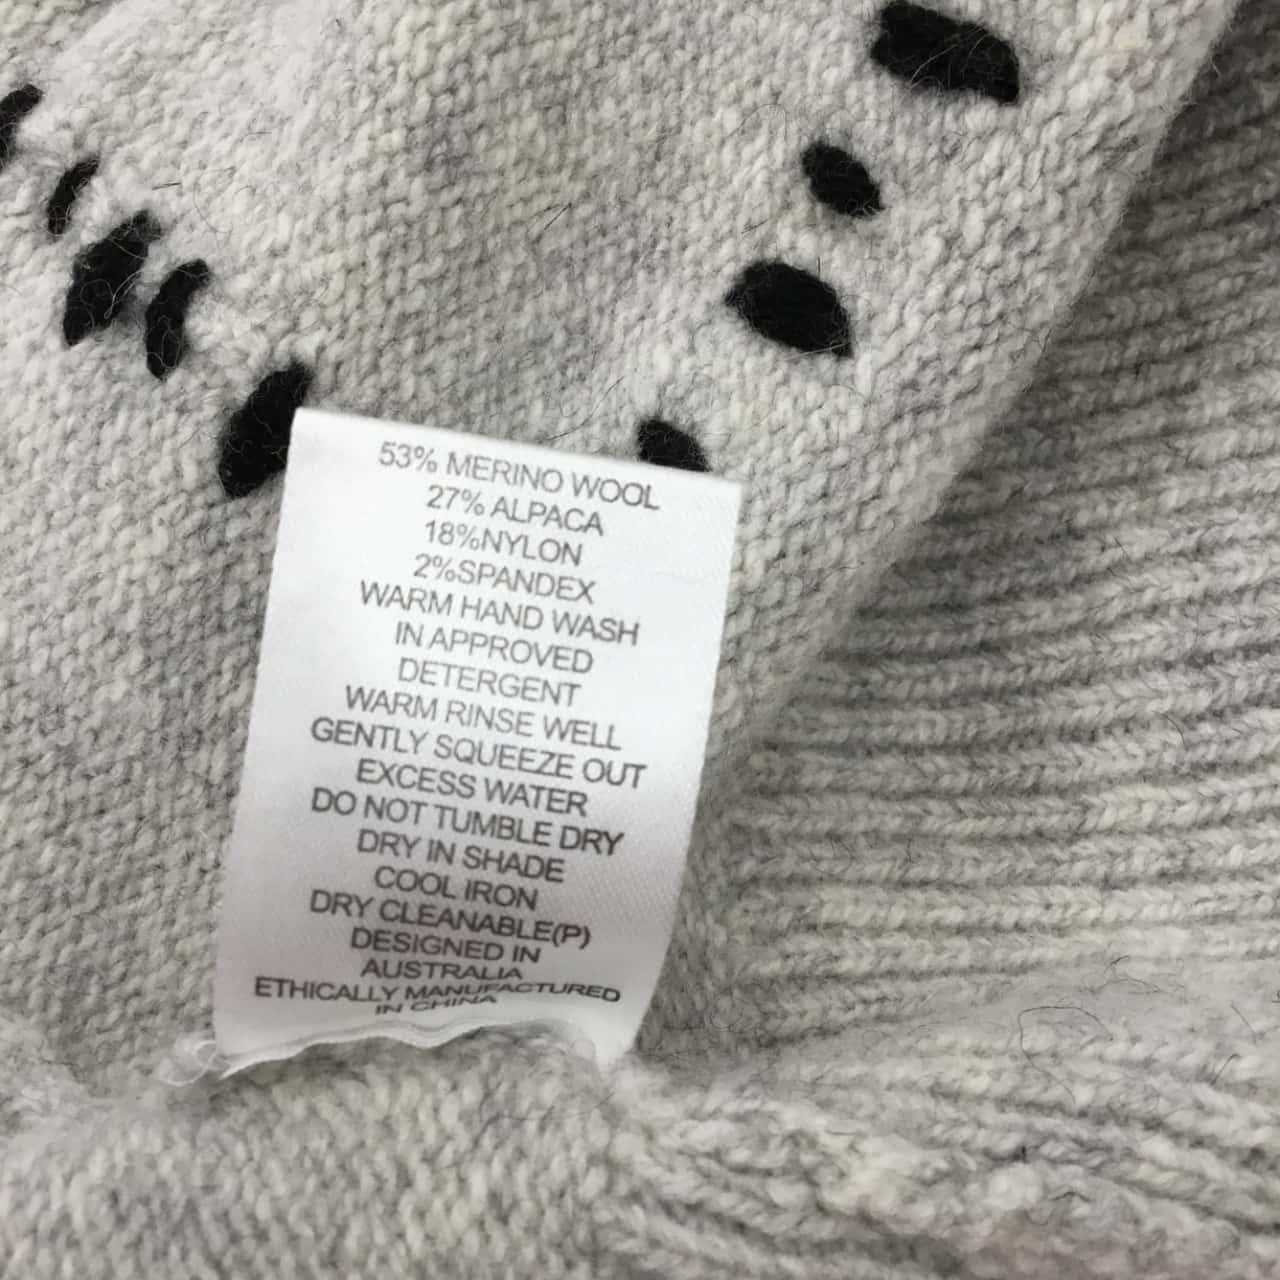 53% MERINO WOOL
27% ALPACA
18%NYLON
2%SPANDEX
WARM HAND WASH
IN APPROVED
DETERGENT
WARM RINSE WELL
GENTLY SQUEEZE OUT
EXCESS WATER
DO NOT TUMBLE DRY
DRY IN SHADE
COOL IRON
DRY CLEANABLE(P)
DESIGNED IN
AUSTRALIA
ETHICALLY MANUFACTURED
IN CHINA